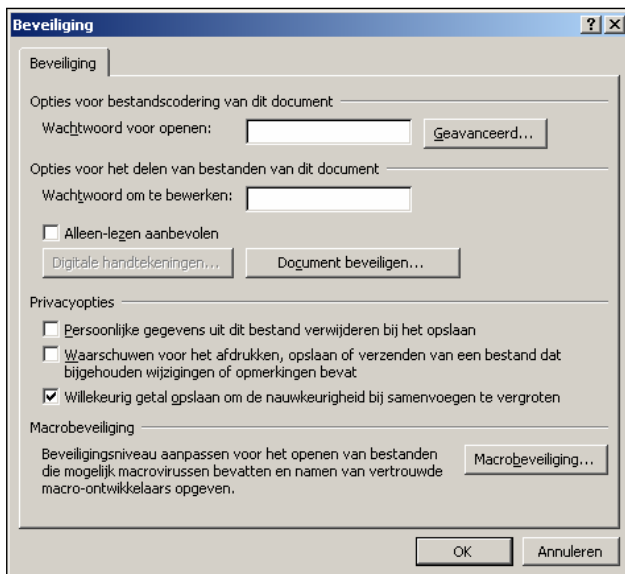 Beveiliging
Beveiliging
Opties voor bestandscodering van dit document
Wachtwoord voor openen:
Geavanceerd...
Opties voor het delen van bestanden van dit document
Wachtwoord om te bewerken:
Alleen-lezen aanbevolen
Digitale handtekeningen...
Document beveiligen...
Privacyopties
Persoonlijke gegevens uit dit bestand verwijderen bij het opslaan
Waarschuwen voor het afdrukken, opslaan of verzenden van een bestand dat
bijgehouden wijzigingen of opmerkingen bevat
Willekeurig getal opslaan om de nauwkeurigheid bij samenvoegen te vergroten
Macrobeveiliging
Beveiligingsniveau aanpassen voor het openen van bestanden
die mogelijk macrovirussen bevatten en namen van vertrouwde
macro-ontwikkelaars opgeven.
Macrobeveiliging...
OK
Annuleren